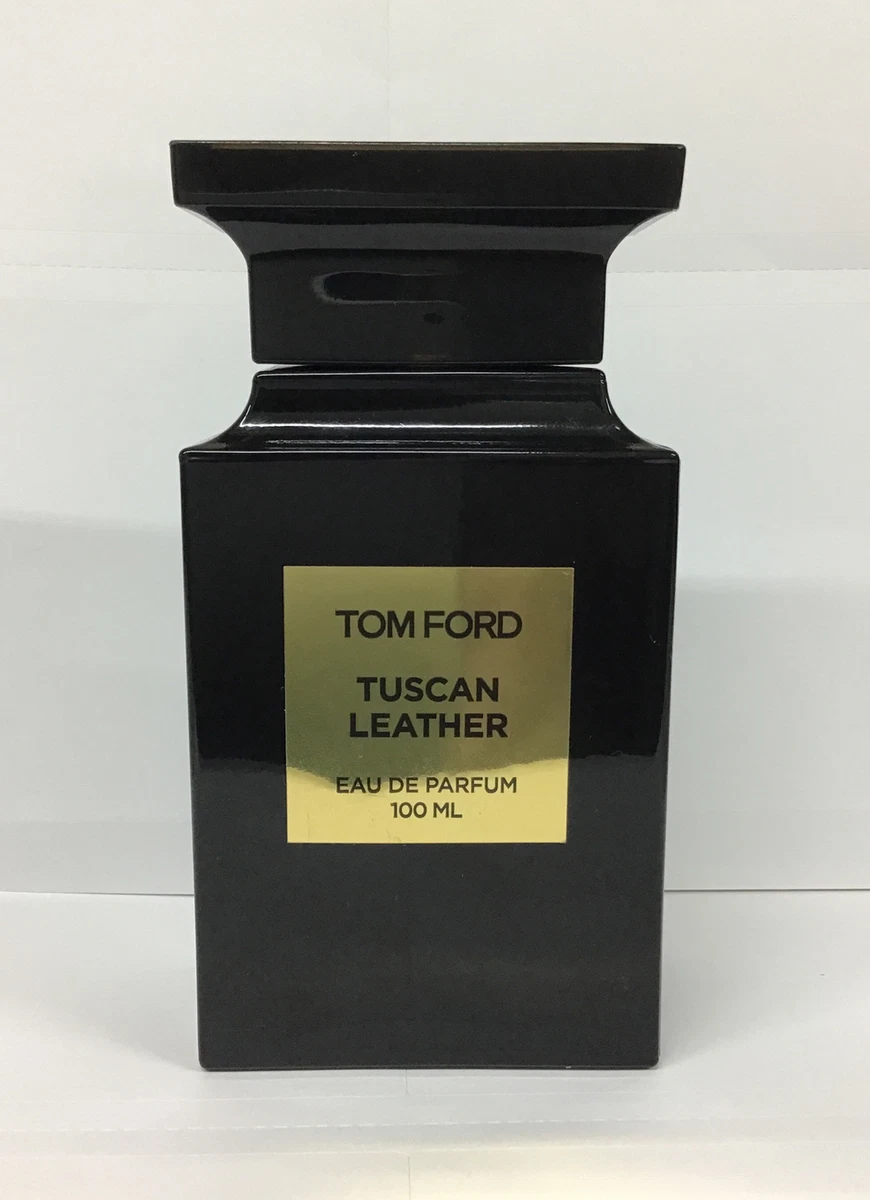 TOM FORD
TUSCAN
LEATHER
EAU DE PARFUM
100 ML